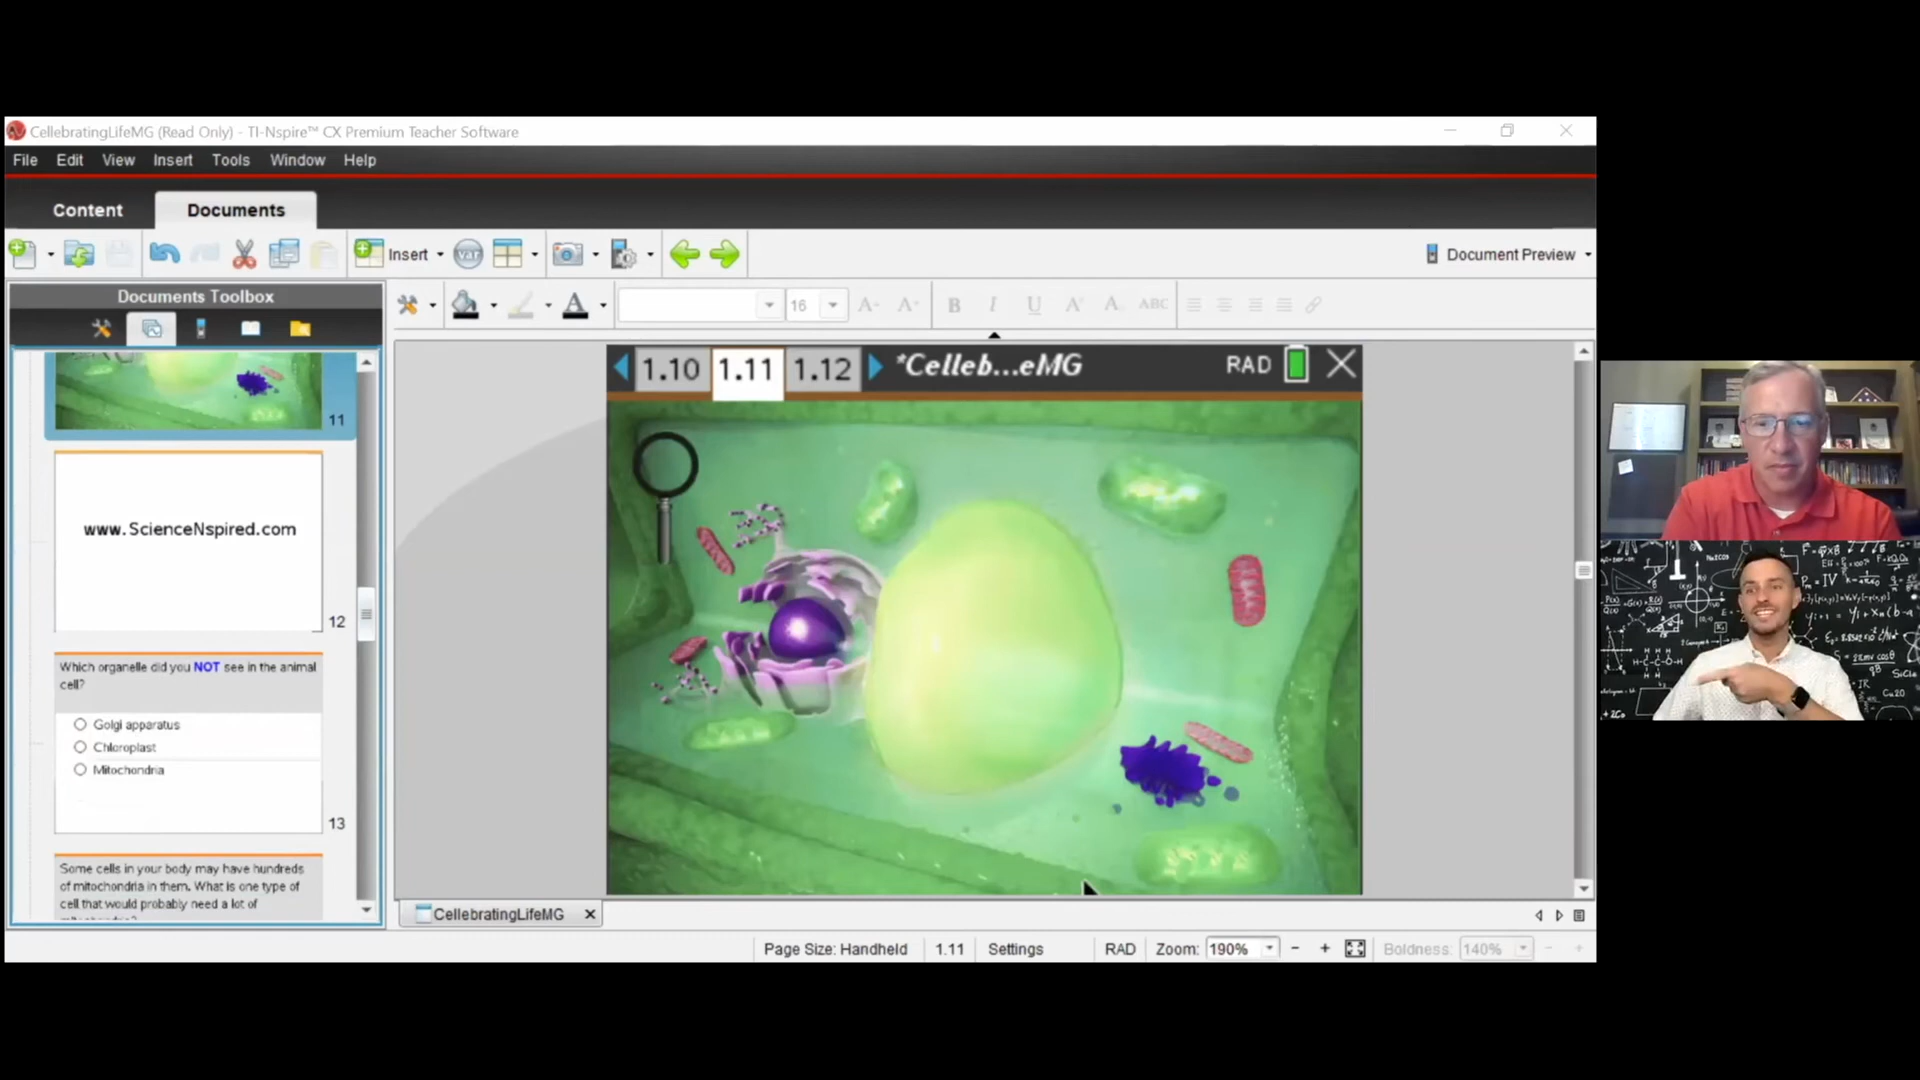 CellebratingLifeMG (Read Only) - TI-Nspire™ CX Premium Teacher Software
File Edit View Insert Tools Window Help
Content Documents
Insert
var
Document Preview
Documents Toolbox
16
A- A+
B I U
ABC
11
www.ScienceNspired.com
12
Which organelle did you NOT see in the animal
cell?
Golgi apparatus
Chloroplast
Mitochondria
13
Some cells in your body may have hundreds
of mitochondria in them. What is one type of
cell that would probably need a lot of
1.10 1.11 1.12 *Celleb...eMG RAD
CellebratingLifeMG
Page Size: Handheld 1.11 Settings RAD Zoom: 190% - + Boldness: 140% - +